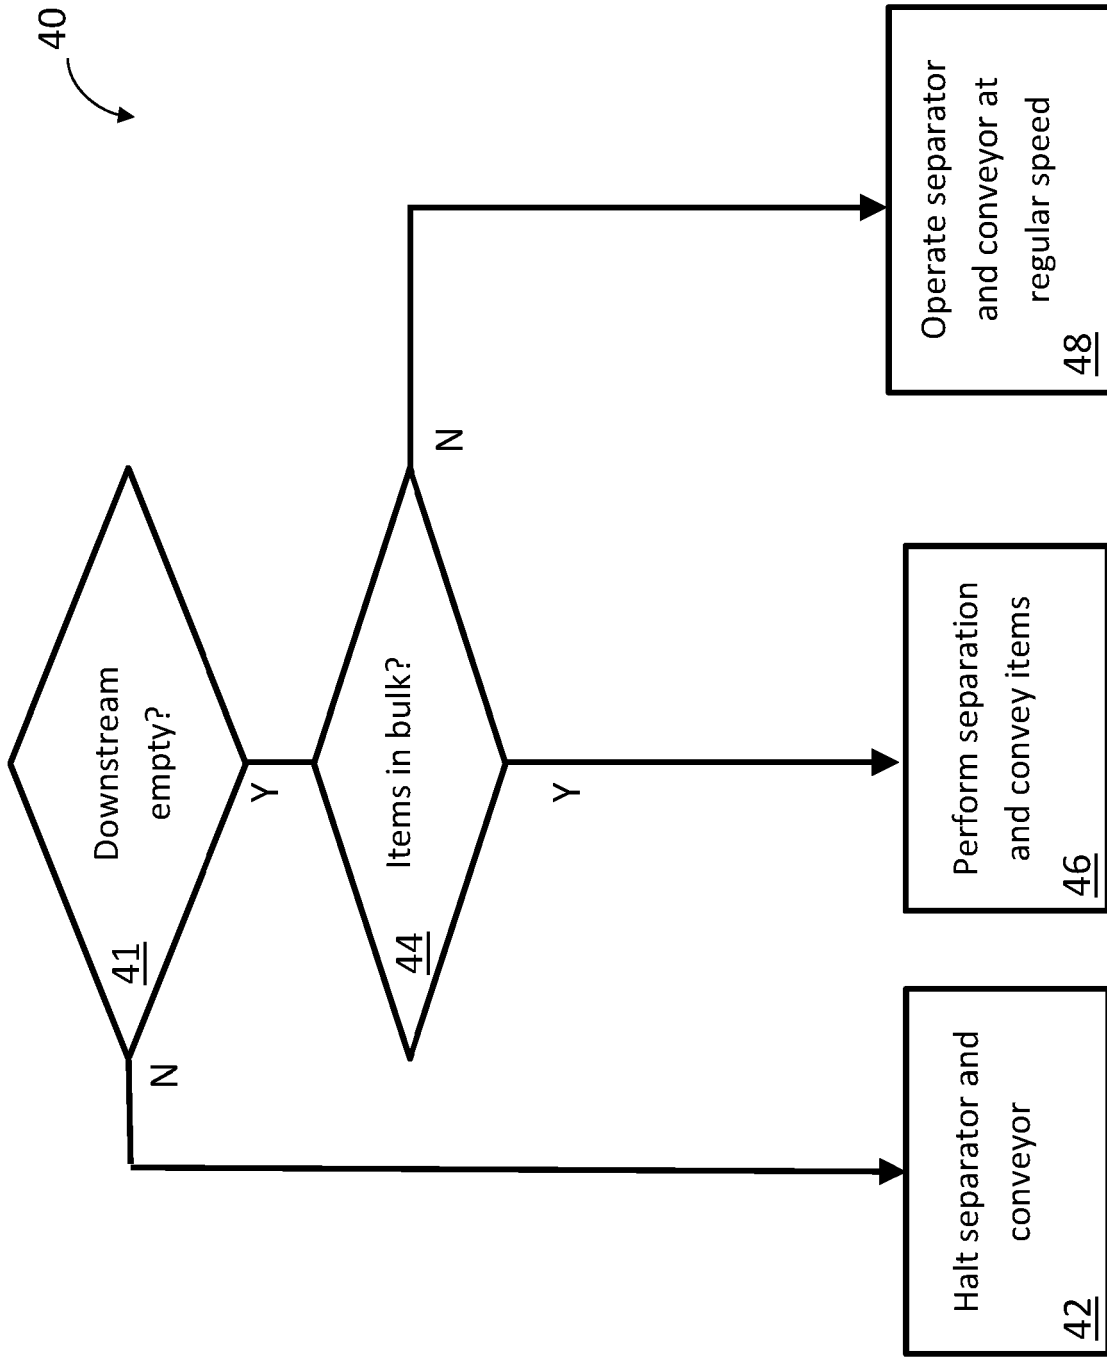 40
Downstream
empty?
41
N
Y
Items in bulk?
44
N
Y
Halt separator and
conveyor
42
Perform separation
and convey items
46
Operate separator
and conveyor at
regular speed
48